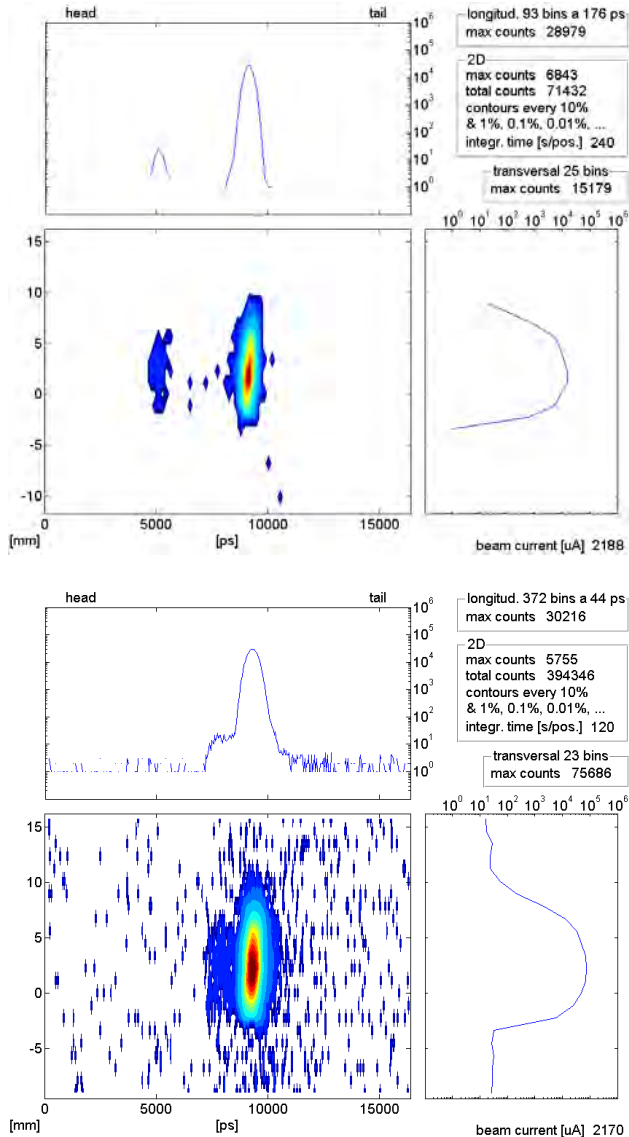 head
tail
10^6
10^5
10^4
10^3
10^2
10^1
10^0
longitud. 93 bins a 176 ps
max counts 28979
2D
max counts 6843
total counts 71432
contours every 10%
& 1%, 0.1%, 0.01%, ...
integr. time [s/pos.] 240
transversal 25 bins
max counts 15179
10^0 10^1 10^2 10^3 10^4 10^5 10^6
15
10
5
0
-5
-10
0 5000 10000 15000
[mm] [ps]
beam current [uA] 2188
head
tail
10^6
10^5
10^4
10^3
10^2
10^1
10^0
longitud. 372 bins a 44 ps
max counts 30216
2D
max counts 5755
total counts 394346
contours every 10%
& 1%, 0.1%, 0.01%, ...
integr. time [s/pos.] 120
transversal 23 bins
max counts 75686
10^0 10^1 10^2 10^3 10^4 10^5 10^6
15
10
5
0
-5
0 5000 10000 15000
[mm] [ps]
beam current [uA] 2170